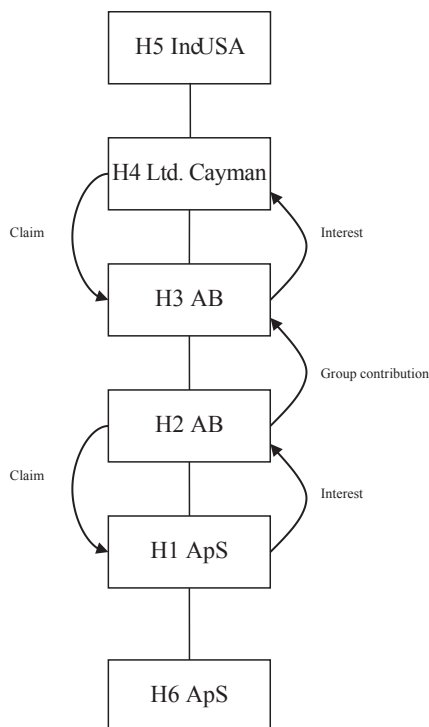 H5 IncUSA
H4 Ltd. Cayman
Claim
Interest
H3 AB
Group contribution
H2 AB
Claim
Interest
H1 ApS
H6 ApS